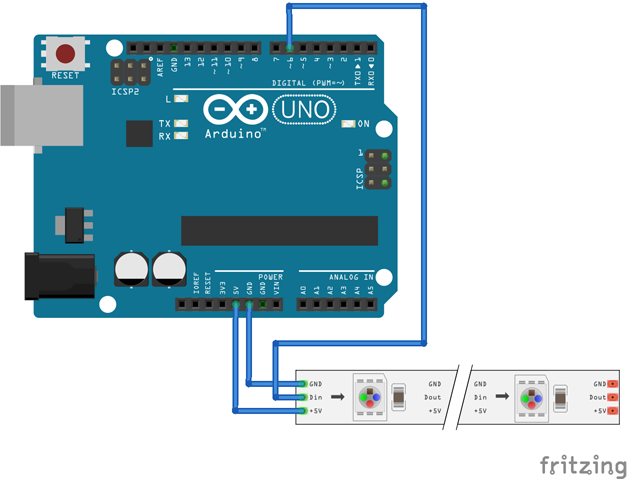 RESET
ICSP2
AREF
GND
13
12
~11
~10
~9
8
7
~6
~5
4
~3
2
TX0▶1
RX0◀0
DIGITAL (PWM=~)
L
TX
RX
Arduino™
UNO
ON
1
ICSP
IOREF
RESET
3V3
5V
GND
GND
VIN
POWER
ANALOG IN
A0
A1
A2
A3
A4
A5
GND GND GND GND
Din Dout Din Dout
+5V +5V +5V +5V
fritzing